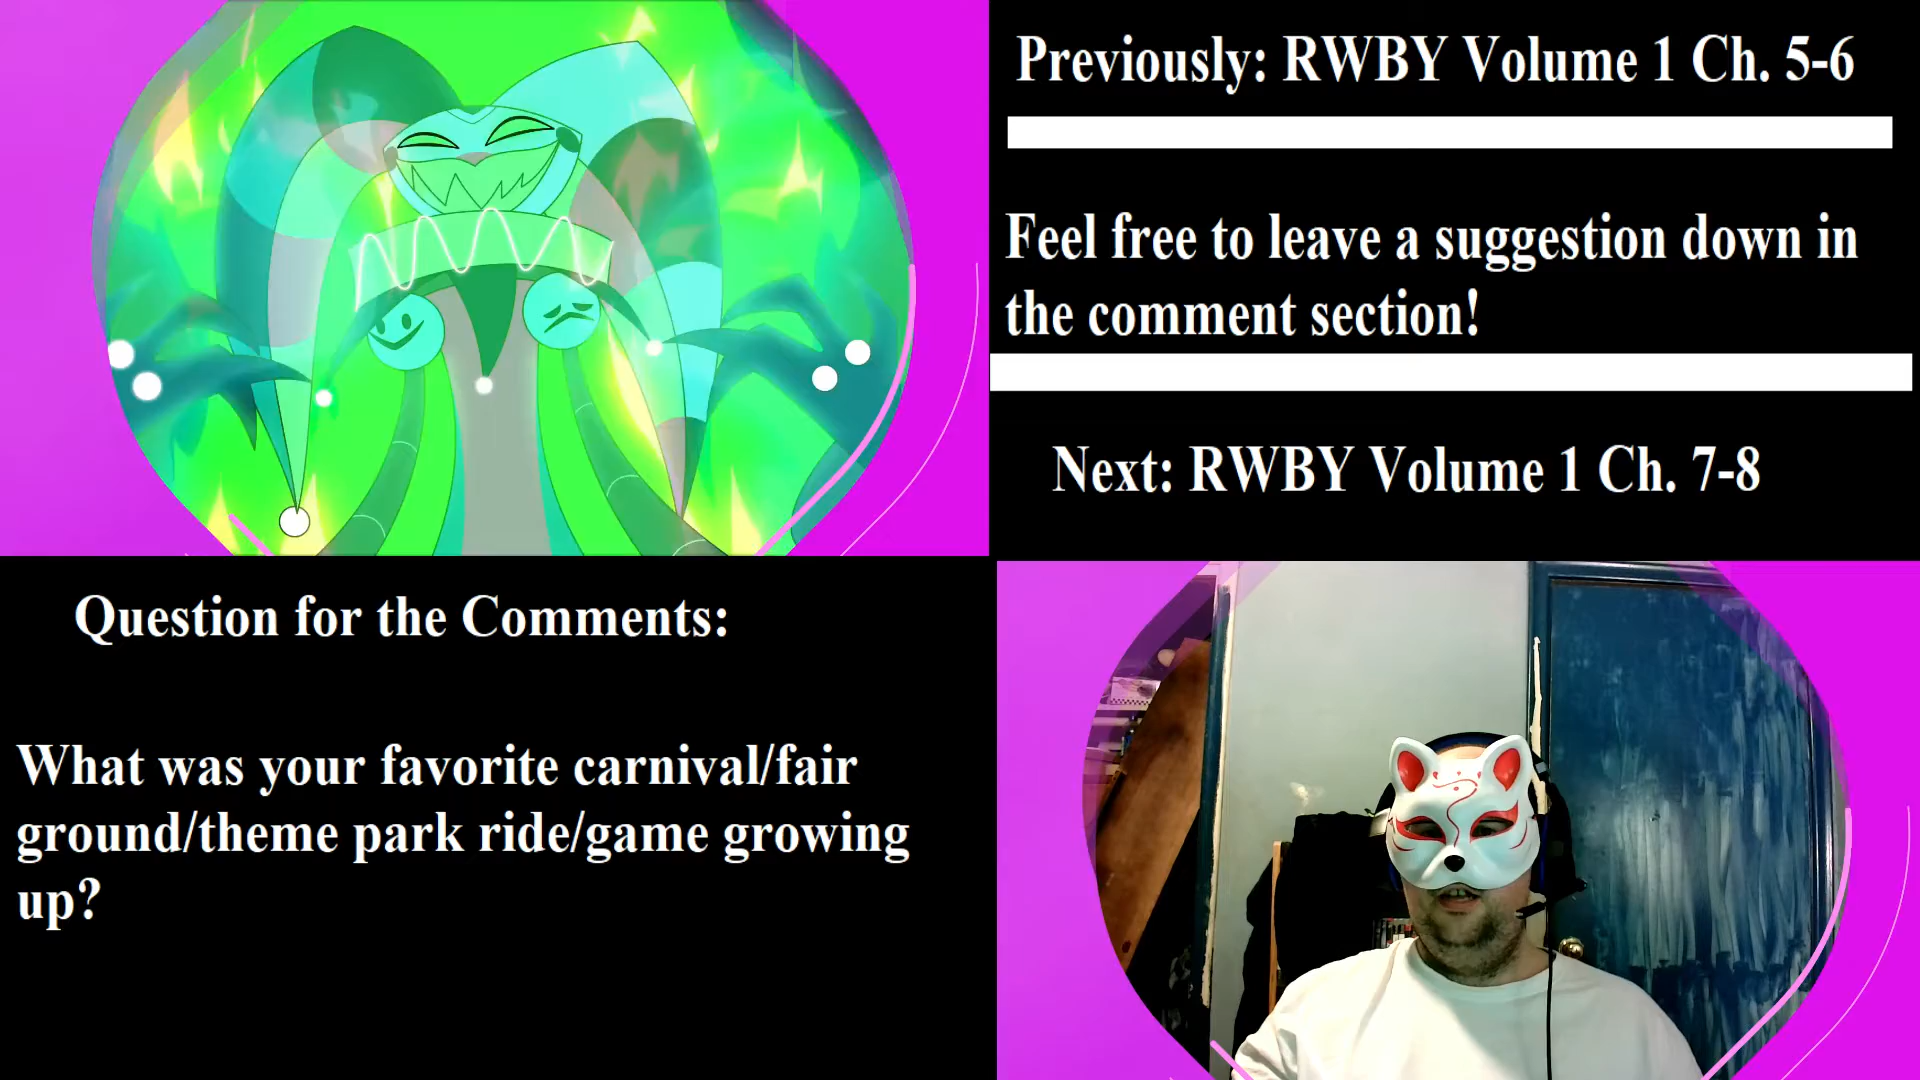 Previously: RWBY Volume 1 Ch. 5-6
Feel free to leave a suggestion down in
the comment section!
Next: RWBY Volume 1 Ch. 7-8
Question for the Comments:
What was your favorite carnival/fair
ground/theme park ride/game growing
up?